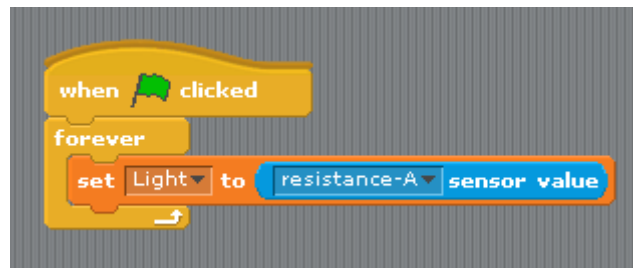 when clicked
forever
set Light to resistance-A sensor value